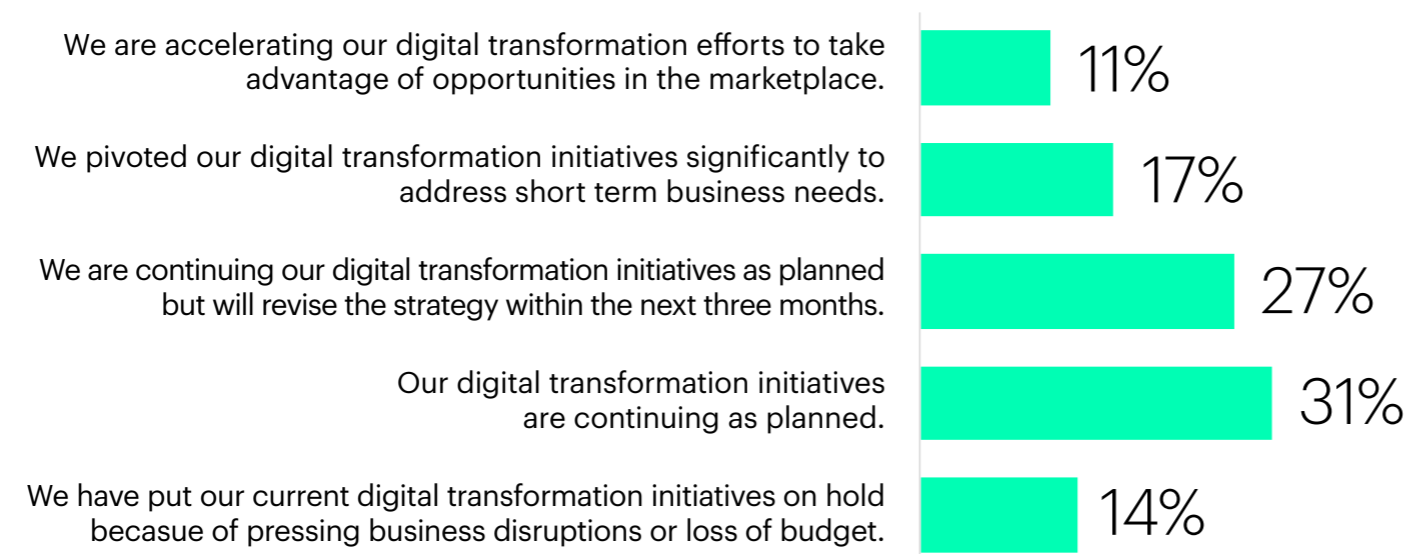 We are accelerating our digital transformation efforts to take
advantage of opportunities in the marketplace.
11%
We pivoted our digital transformation initiatives significantly to
address short term business needs.
17%
We are continuing our digital transformation initiatives as planned
but will revise the strategy within the next three months.
27%
Our digital transformation initiatives
are continuing as planned.
31%
We have put our current digital transformation initiatives on hold
becasue of pressing business disruptions or loss of budget.
14%